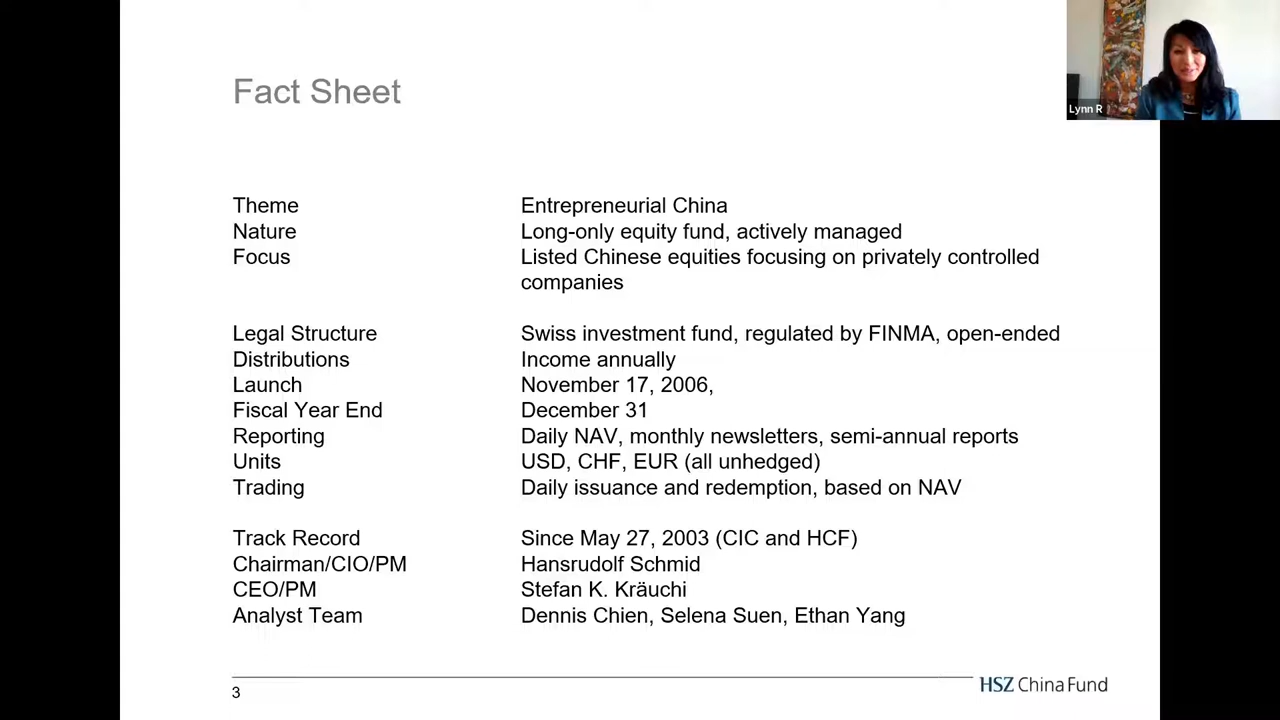 Fact Sheet
Lynn R
Theme Entrepreneurial China
Nature Long-only equity fund, actively managed
Focus Listed Chinese equities focusing on privately controlled
companies
Legal Structure Swiss investment fund, regulated by FINMA, open-ended
Distributions Income annually
Launch November 17, 2006,
Fiscal Year End December 31
Reporting Daily NAV, monthly newsletters, semi-annual reports
Units USD, CHF, EUR (all unhedged)
Trading Daily issuance and redemption, based on NAV
Track Record Since May 27, 2003 (CIC and HCF)
Chairman/CIO/PM Hansrudolf Schmid
CEO/PM Stefan K. Kräuchi
Analyst Team Dennis Chien, Selena Suen, Ethan Yang
3
HSZ China Fund